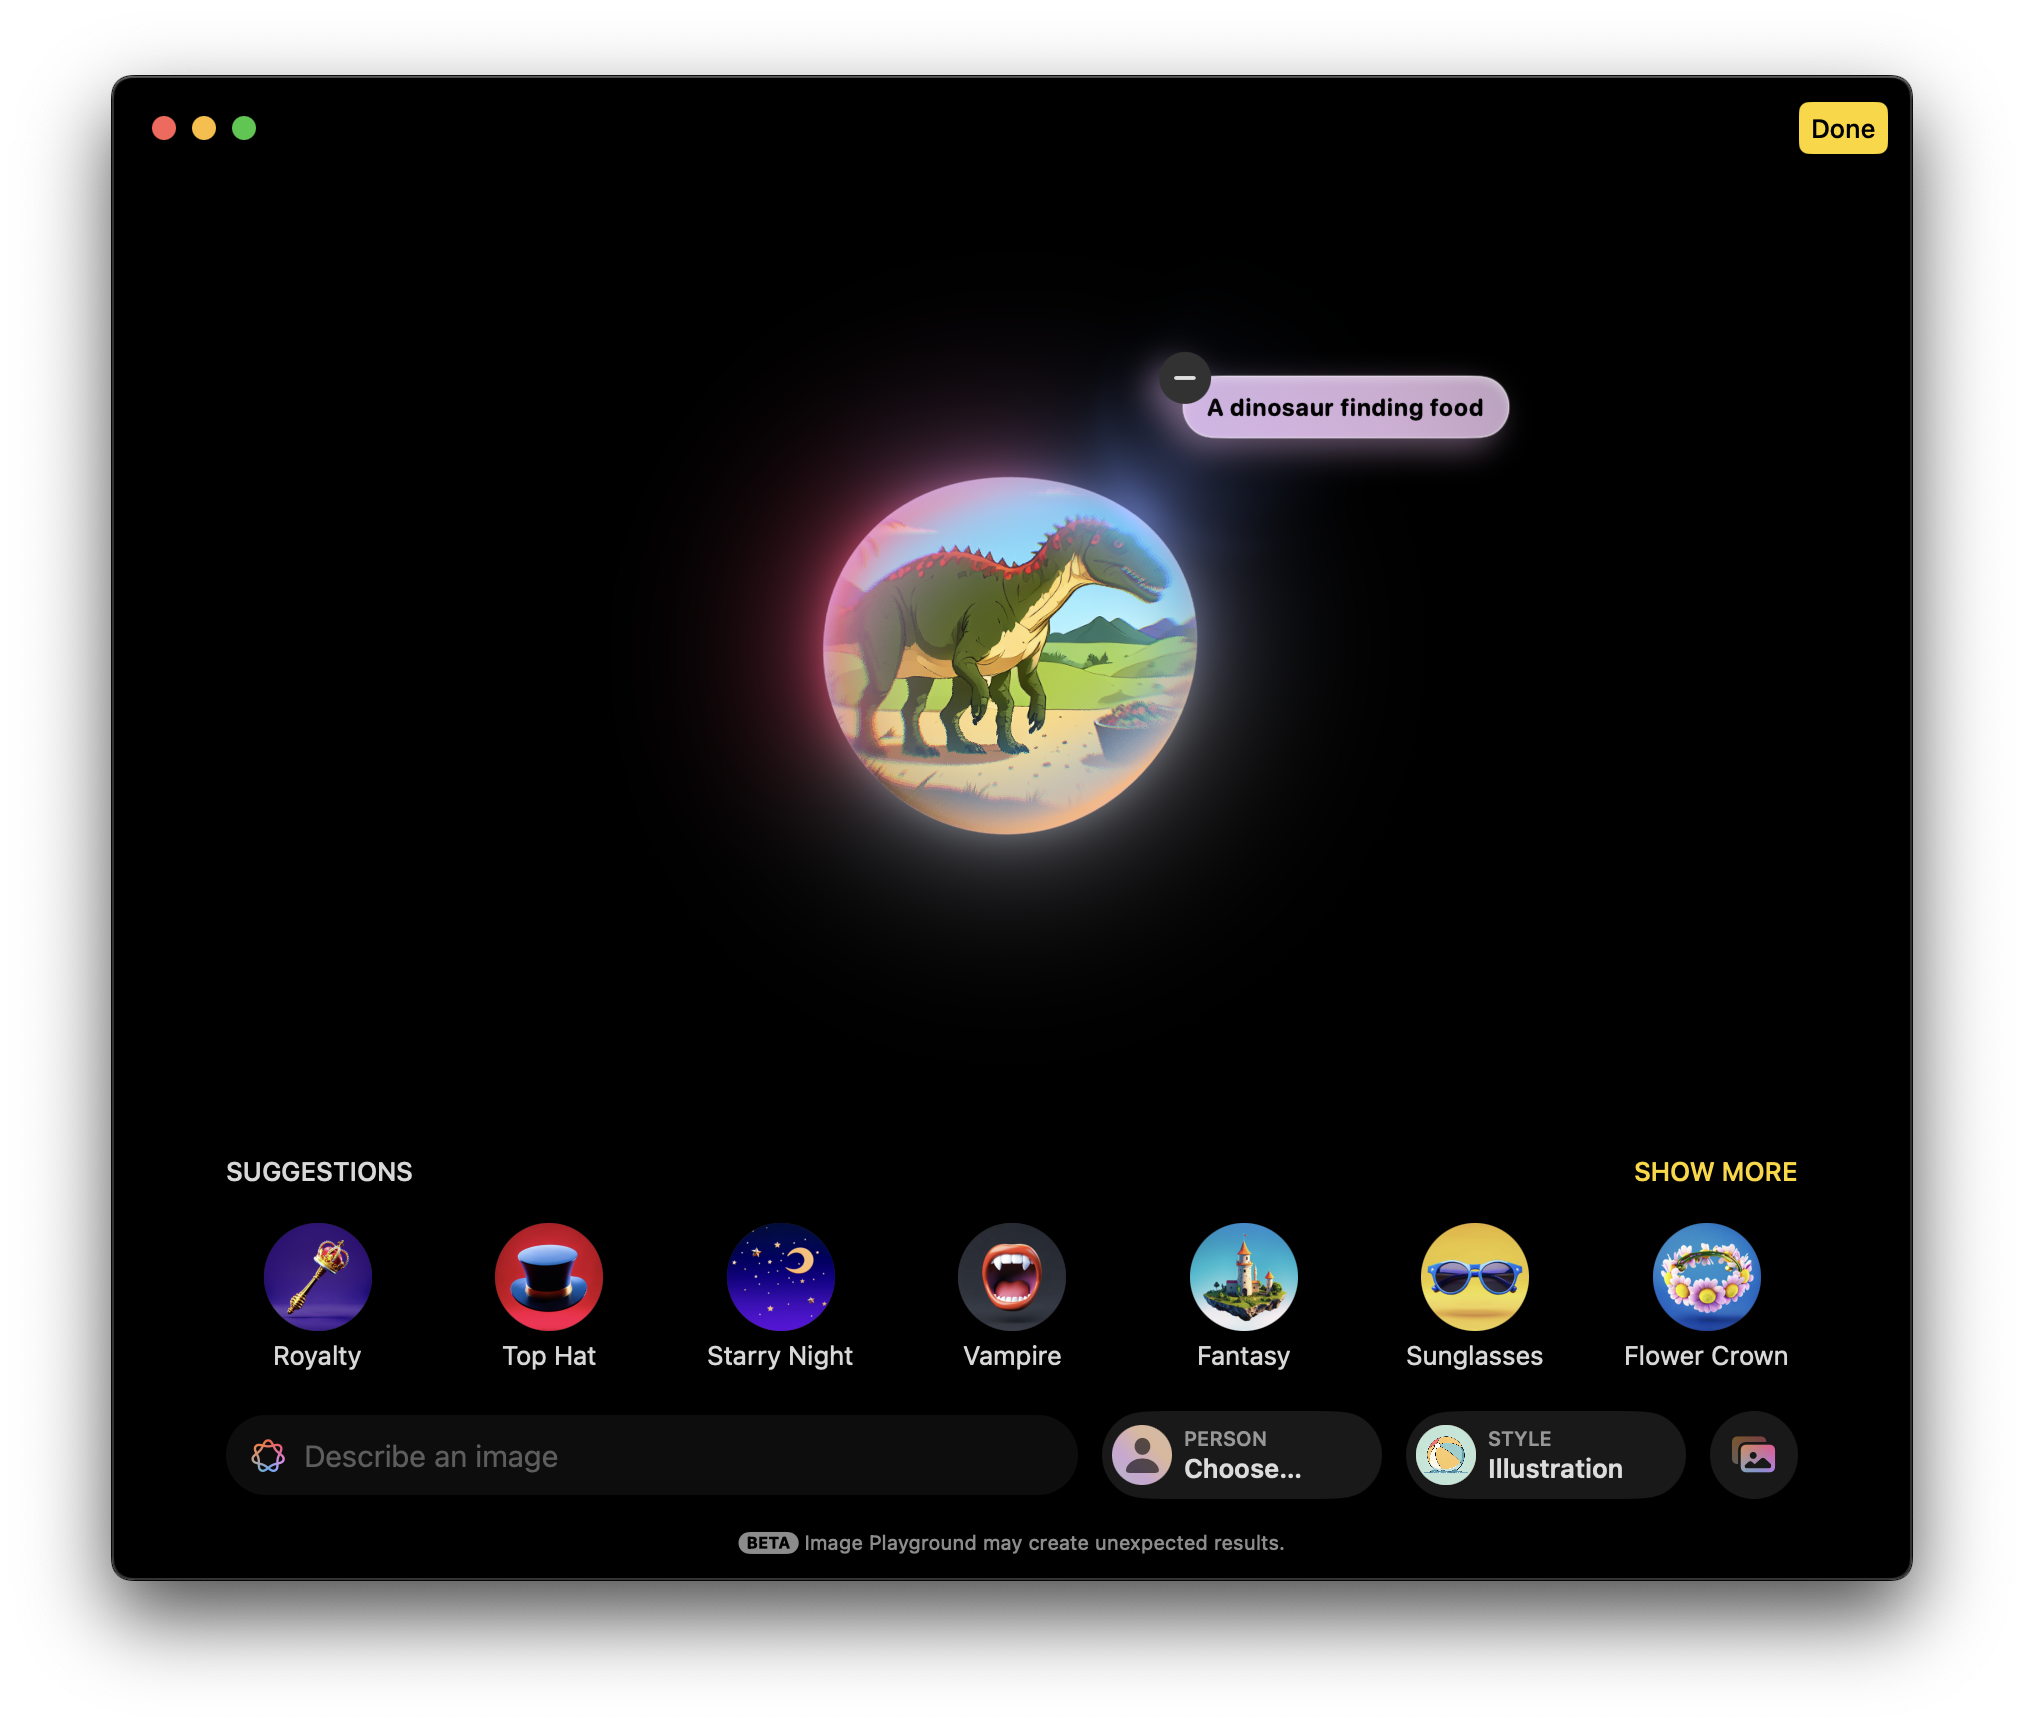 Done
A dinosaur finding food
SUGGESTIONS
SHOW MORE
Royalty
Top Hat
Starry Night
Vampire
Fantasy
Sunglasses
Flower Crown
Describe an image
PERSON
Choose...
STYLE
Illustration
BETA Image Playground may create unexpected results.